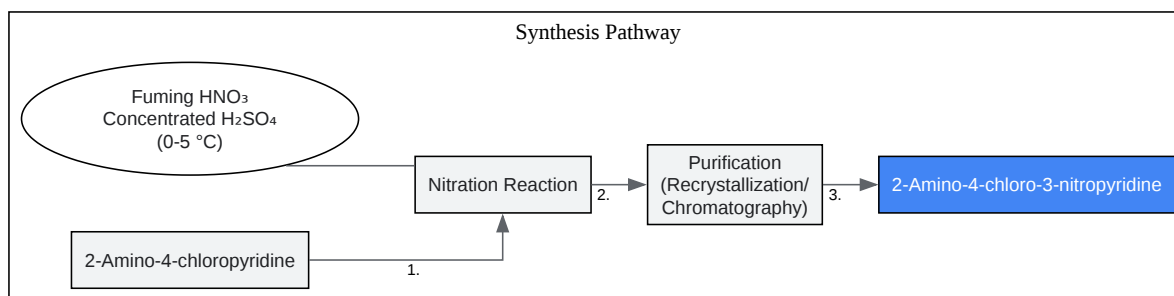 Synthesis Pathway
Fuming HNO₃
Concentrated H₂SO₄
(0-5 °C)
Nitration Reaction
2.
Purification
(Recrystallization/
Chromatography)
3.
2-Amino-4-chloro-3-nitropyridine
2-Amino-4-chloropyridine
1.